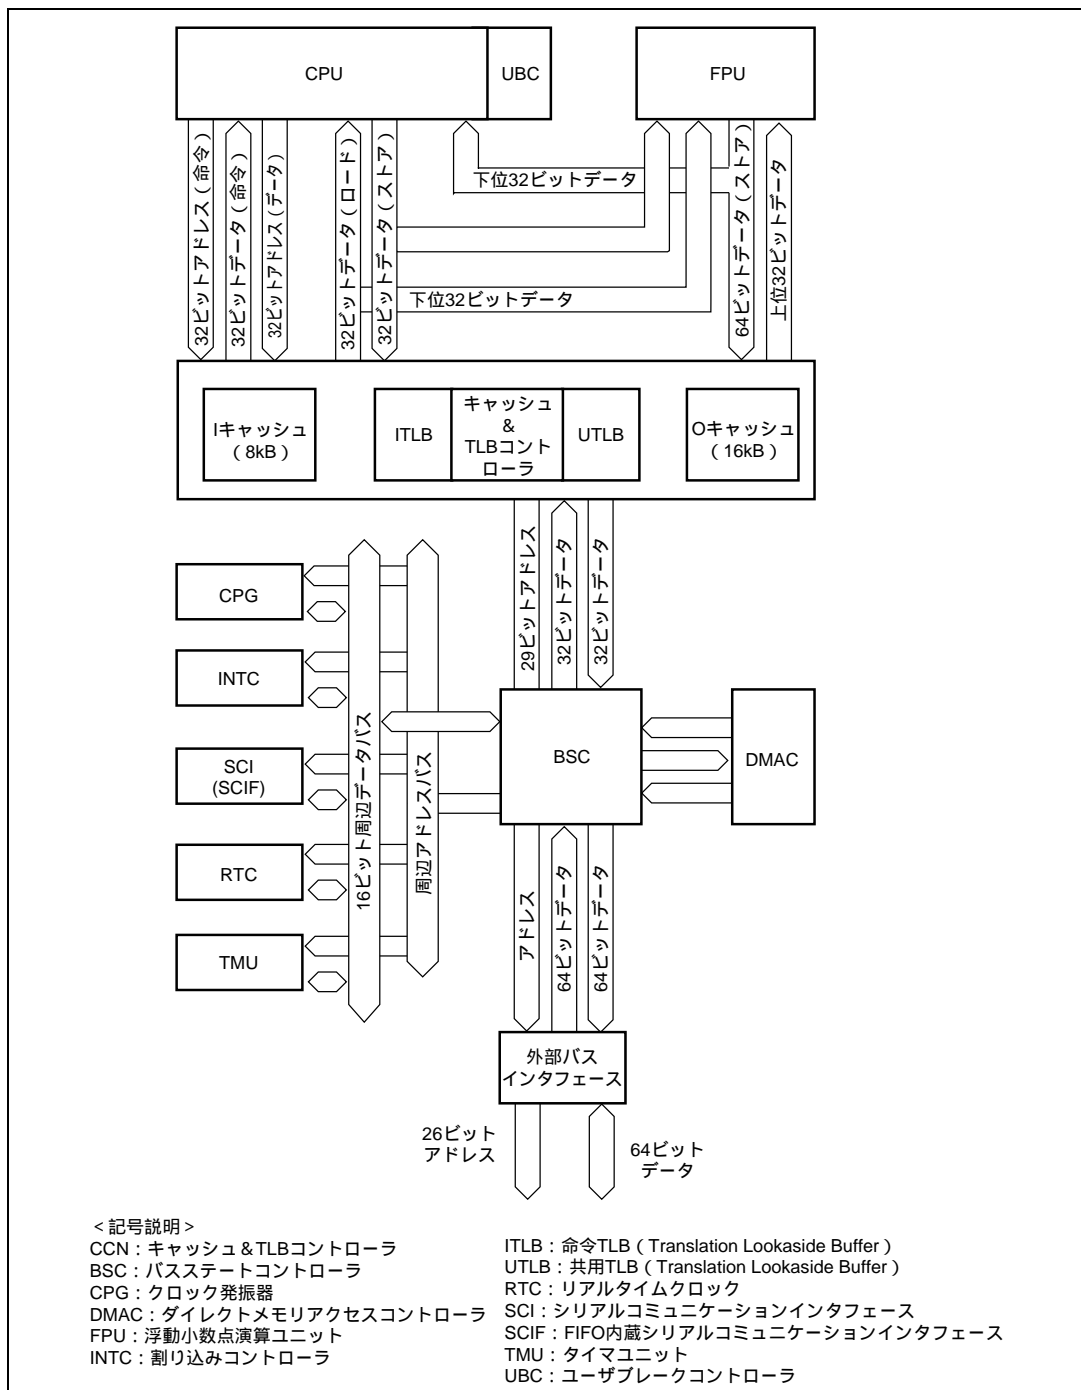 CPU
UBC
FPU
32ビットアドレス（命令）
32ビットデータ（命令）
32ビットアドレス（データ）
32ビットデータ（ロード）
32ビットデータ（ストア）
下位32ビットデータ
下位32ビットデータ
64ビットデータ（ストア）
上位32ビットデータ
Iキャッシュ
（8kB）
ITLB
キャッシュ
&
TLBコント
ローラ
UTLB
Oキャッシュ
（16kB）
29ビットアドレス
32ビットデータ
32ビットデータ
CPG
INTC
SCI
(SCIF)
RTC
TMU
16ビット周辺データバス
周辺アドレスバス
BSC
DMAC
アドレス
64ビットデータ
64ビットデータ
外部バス
インタフェース
26ビット
アドレス
64ビット
データ
＜記号説明＞
CCN：キャッシュ＆TLBコントローラ
BSC：バスステートコントローラ
CPG：クロック発振器
DMAC：ダイレクトメモリアクセスコントローラ
FPU：浮動小数点演算ユニット
INTC：割り込みコントローラ
ITLB：命令TLB（Translation Lookaside Buffer）
UTLB：共用TLB（Translation Lookaside Buffer）
RTC：リアルタイムクロック
SCI：シリアルコミュニケーションインタフェース
SCIF：FIFO内蔵シリアルコミュニケーションインタフェース
TMU：タイマユニット
UBC：ユーザブレークコントローラ